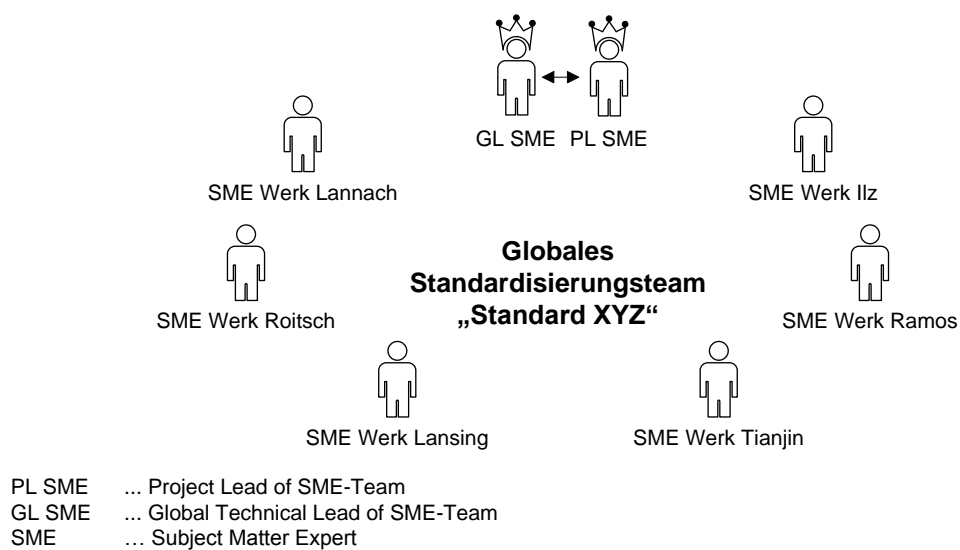 GL SME PL SME
SME Werk Lannach
SME Werk Ilz
Globales
Standardisierungsteam
„Standard XYZ“
SME Werk Roitsch
SME Werk Ramos
SME Werk Lansing
SME Werk Tianjin
PL SME ... Project Lead of SME-Team
GL SME ... Global Technical Lead of SME-Team
SME … Subject Matter Expert